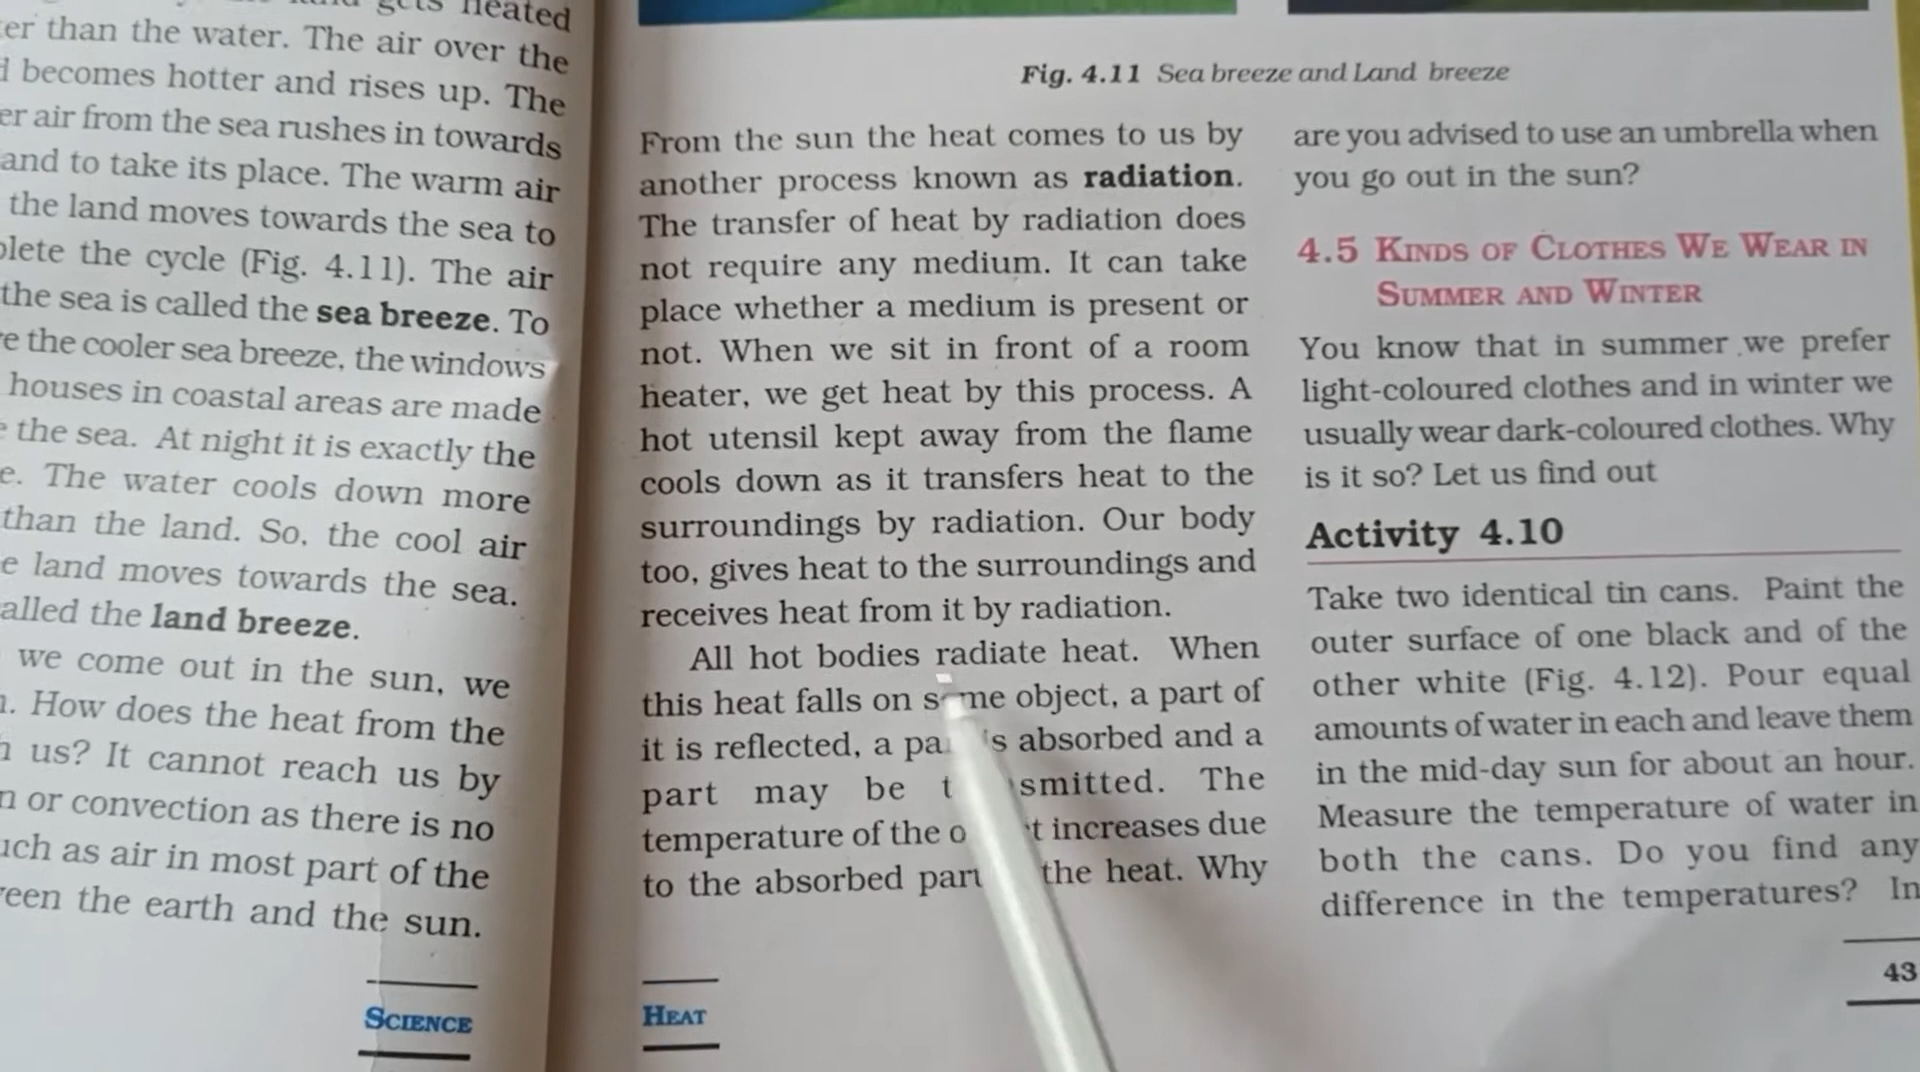 heated
than the water. The air over the
becomes hotter and rises up. The
air from the sea rushes in towards
and to take its place. The warm air
the land moves towards the sea to
the cycle (Fig. 4.11). The air
the sea is called the sea breeze. To
the cooler sea breeze, the windows
houses in coastal areas are made
the sea. At night it is exactly the
The water cools down more
than the land. So, the cool air
land moves towards the sea.
called the land breeze.
we come out in the sun, we
How does the heat from the
us? It cannot reach us by
or convection as there is no
such as air in most part of the
the earth and the sun.
SCIENCE
Fig. 4.11 Sea breeze and Land breeze
From the sun the heat comes to us by
another process known as radiation.
The transfer of heat by radiation does
not require any medium. It can take
place whether a medium is present or
not. When we sit in front of a room
heater, we get heat by this process. A
hot utensil kept away from the flame
cools down as it transfers heat to the
surroundings by radiation. Our body
too, gives heat to the surroundings and
receives heat from it by radiation.
All hot bodies radiate heat. When
this heat falls on some object, a part of
it is reflected, a part is absorbed and a
part may be transmitted. The
temperature of the object increases due
to the absorbed part the heat. Why
HEAT
are you advised to use an umbrella when
you go out in the sun?
4.5 KINDS OF CLOTHES WE WEAR IN
SUMMER AND WINTER
You know that in summer we prefer
light-coloured clothes and in winter we
usually wear dark-coloured clothes. Why
is it so? Let us find out
Activity 4.10
Take two identical tin cans. Paint the
outer surface of one black and of the
other white (Fig. 4.12). Pour equal
amounts of water in each and leave them
in the mid-day sun for about an hour.
Measure the temperature of water in
both the cans. Do you find any
difference in the temperatures? In
43